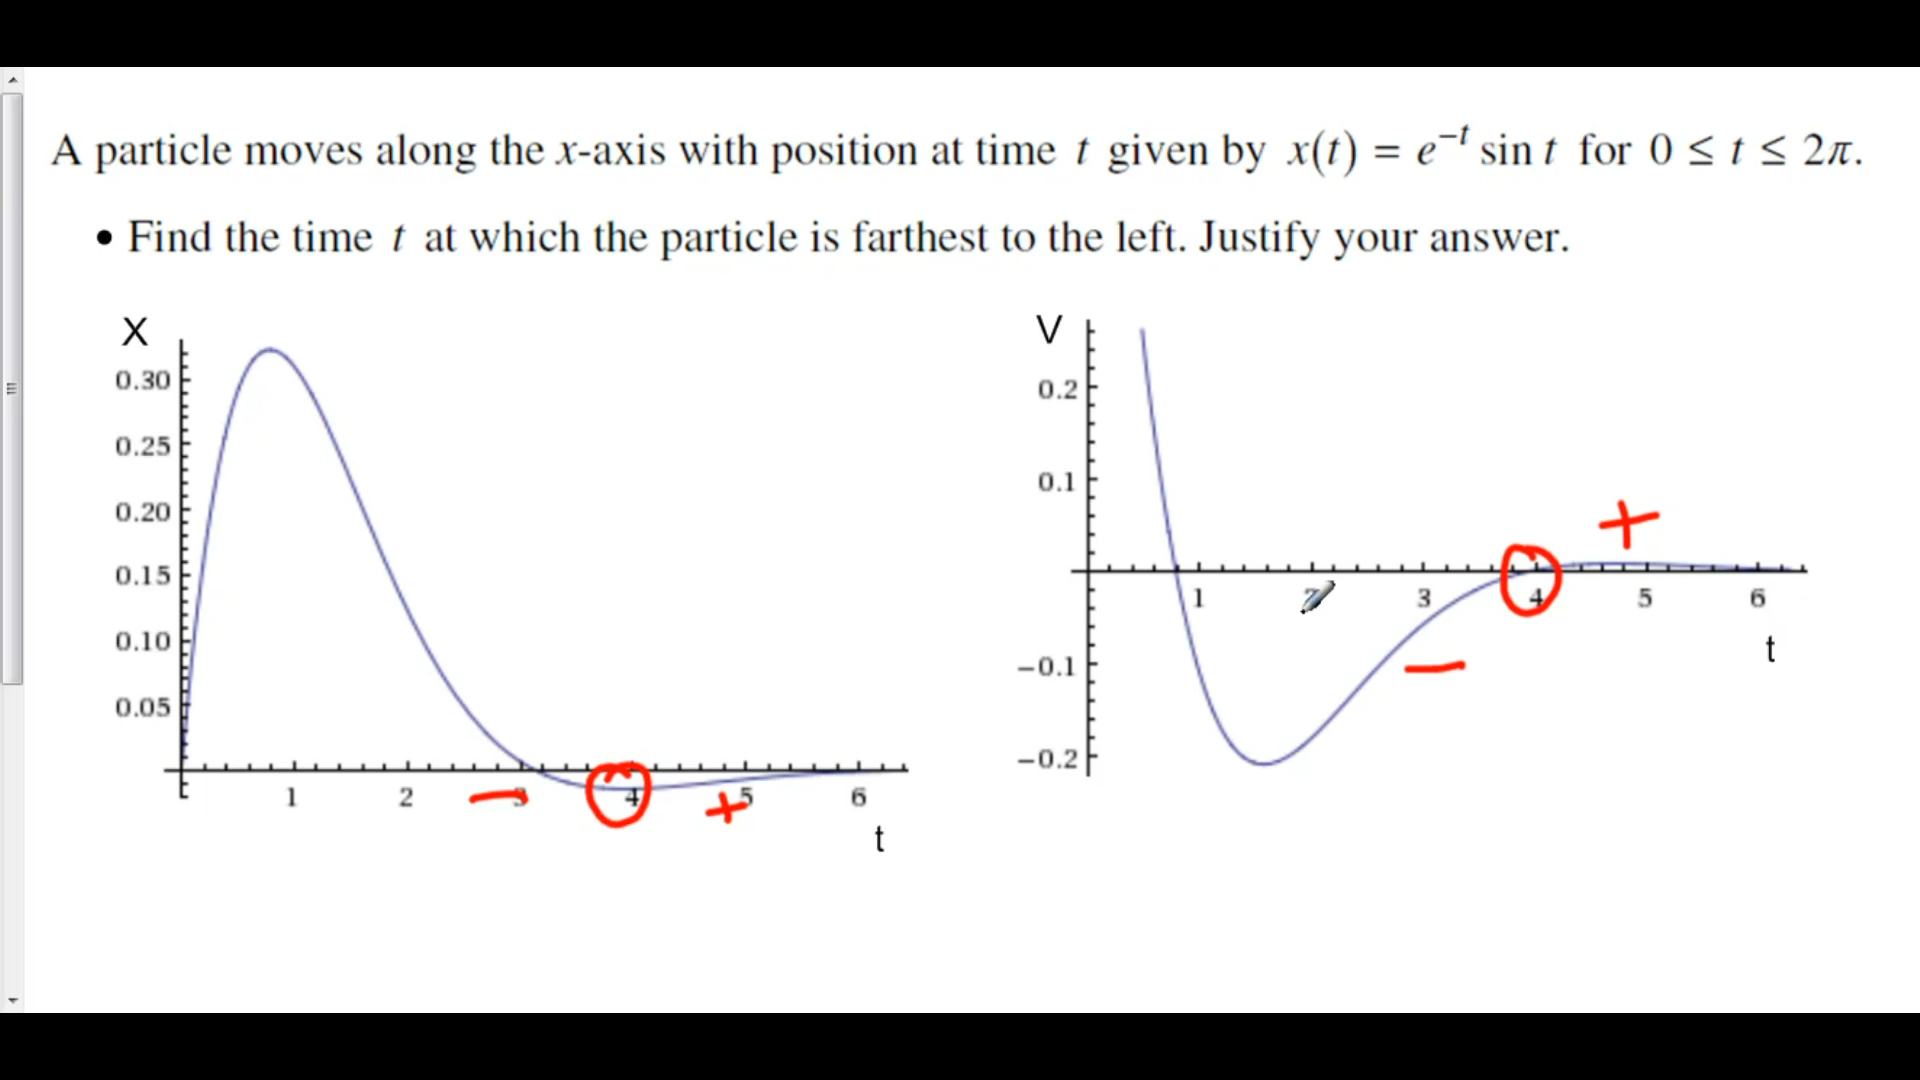 A particle moves along the x-axis with position at time t given by x(t) = e^{-t} sin t for 0 ≤ t ≤ 2π.
• Find the time t at which the particle is farthest to the left. Justify your answer.
X
0.30
0.25
0.20
0.15
0.10
0.05
1 2 3 4 5 6
− +
t
V
0.2
0.1
+
1 3 4 5 6
−0.1
−
t
−0.2